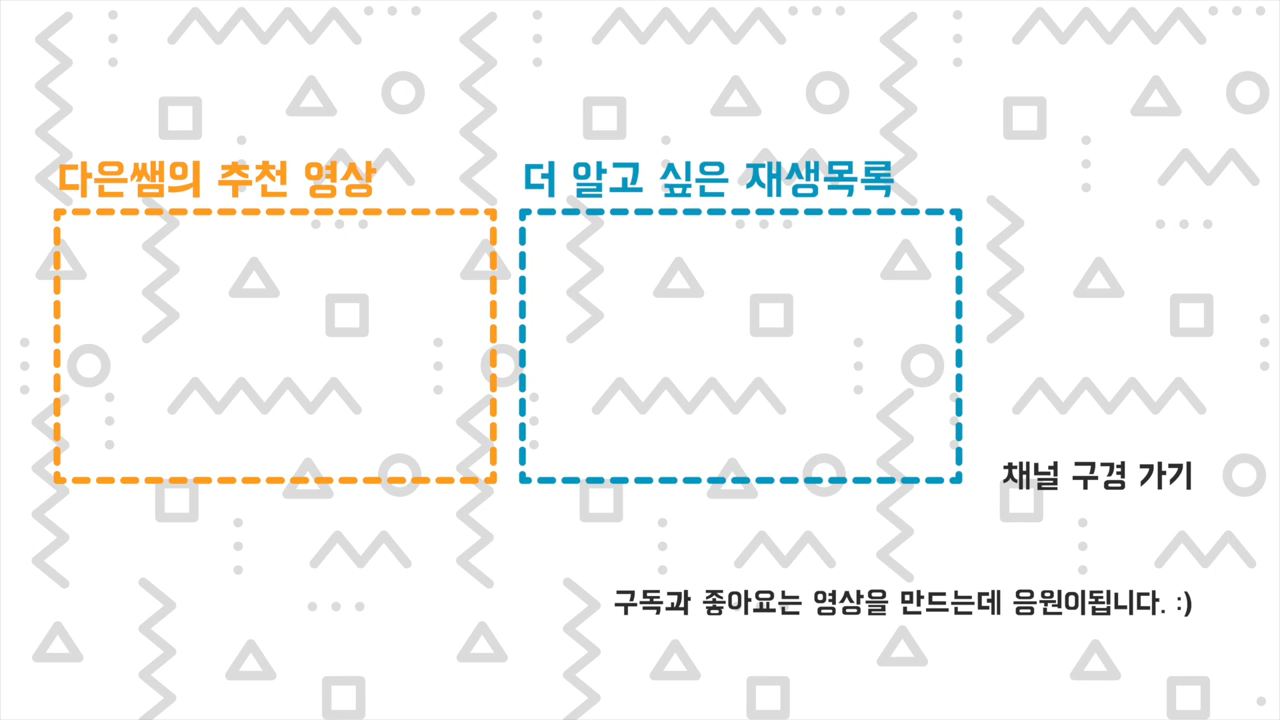 다은쌤의 추천 영상
더 알고 싶은 재생목록
채널 구경 가기
구독과 좋아요는 영상을 만드는데 응원이됩니다. :)